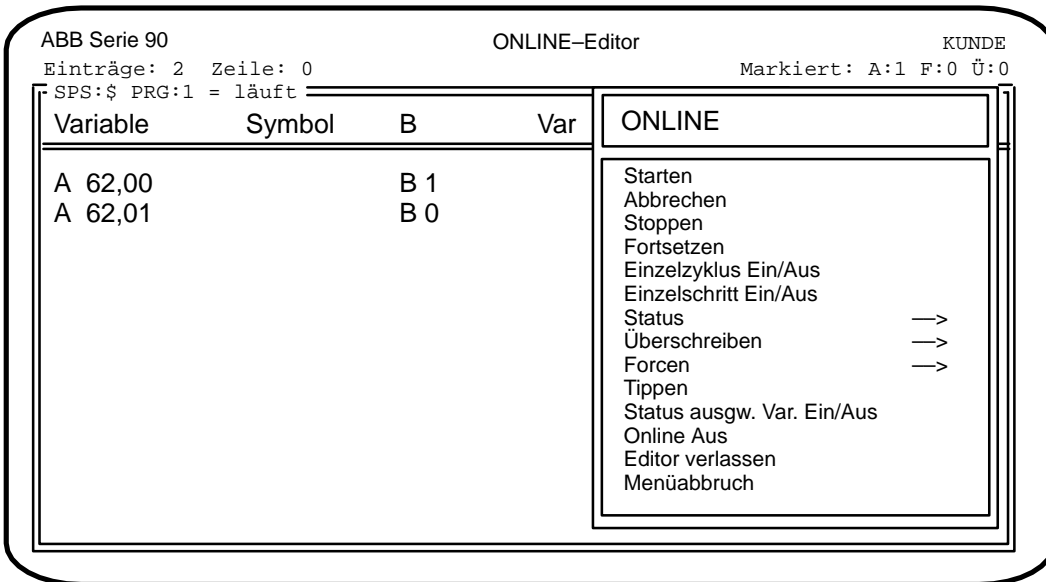 ABB Serie 90 ONLINE–Editor KUNDE
Einträge: 2 Zeile: 0 Markiert: A:1 F:0 Ü:0
SPS:$ PRG:1 = läuft
Variable Symbol B Var
A 62,00 B 1
A 62,01 B 0
ONLINE
Starten
Abbrechen
Stoppen
Fortsetzen
Einzelzyklus Ein/Aus
Einzelschritt Ein/Aus
Status —>
Überschreiben —>
Forcen —>
Tippen
Status ausgw. Var. Ein/Aus
Online Aus
Editor verlassen
Menüabbruch